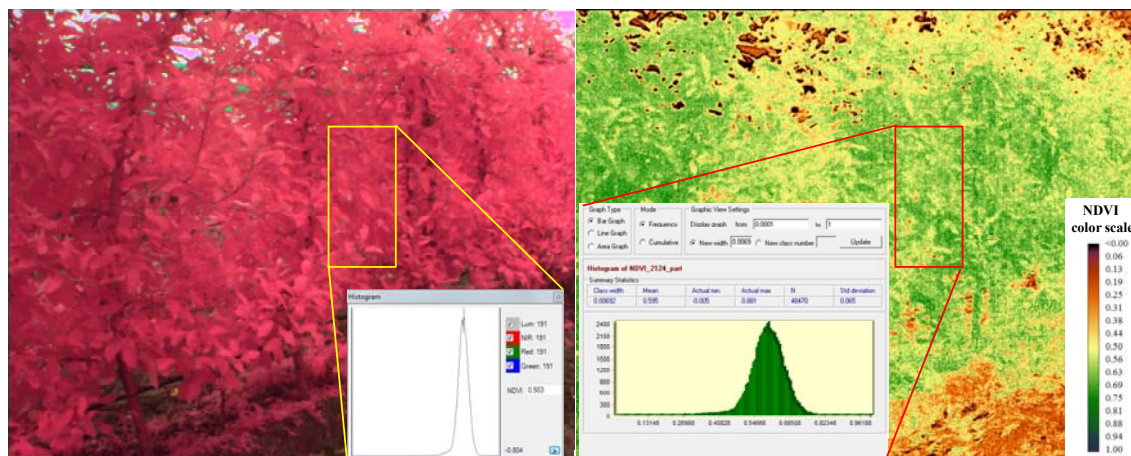 Histogram
Lum: 191
NIR: 191
Red: 191
Green: 191
NDVI: 0.503
-0.804
Graph Type
Bar Graph
Line Graph
Area Graph
Mode
Frequency
Cumulative
Graphic View Settings
Display graph from 0.0001 to 1
New width 0.0069 New class number
Update
Histogram of NDVI_2124_part
Summary Statistics
Class width Mean Actual min Actual max N Std deviation
0.00692 0.595 -0.005 0.881 48470 0.065
2400
2100
1800
1500
1200
900
600
300
0
0.13148 0.26988 0.40828 0.54668 0.68508 0.82348 0.96188
NDVI
color scale
<0.00
0.06
0.13
0.19
0.25
0.31
0.38
0.44
0.50
0.56
0.63
0.69
0.75
0.81
0.88
0.94
1.00